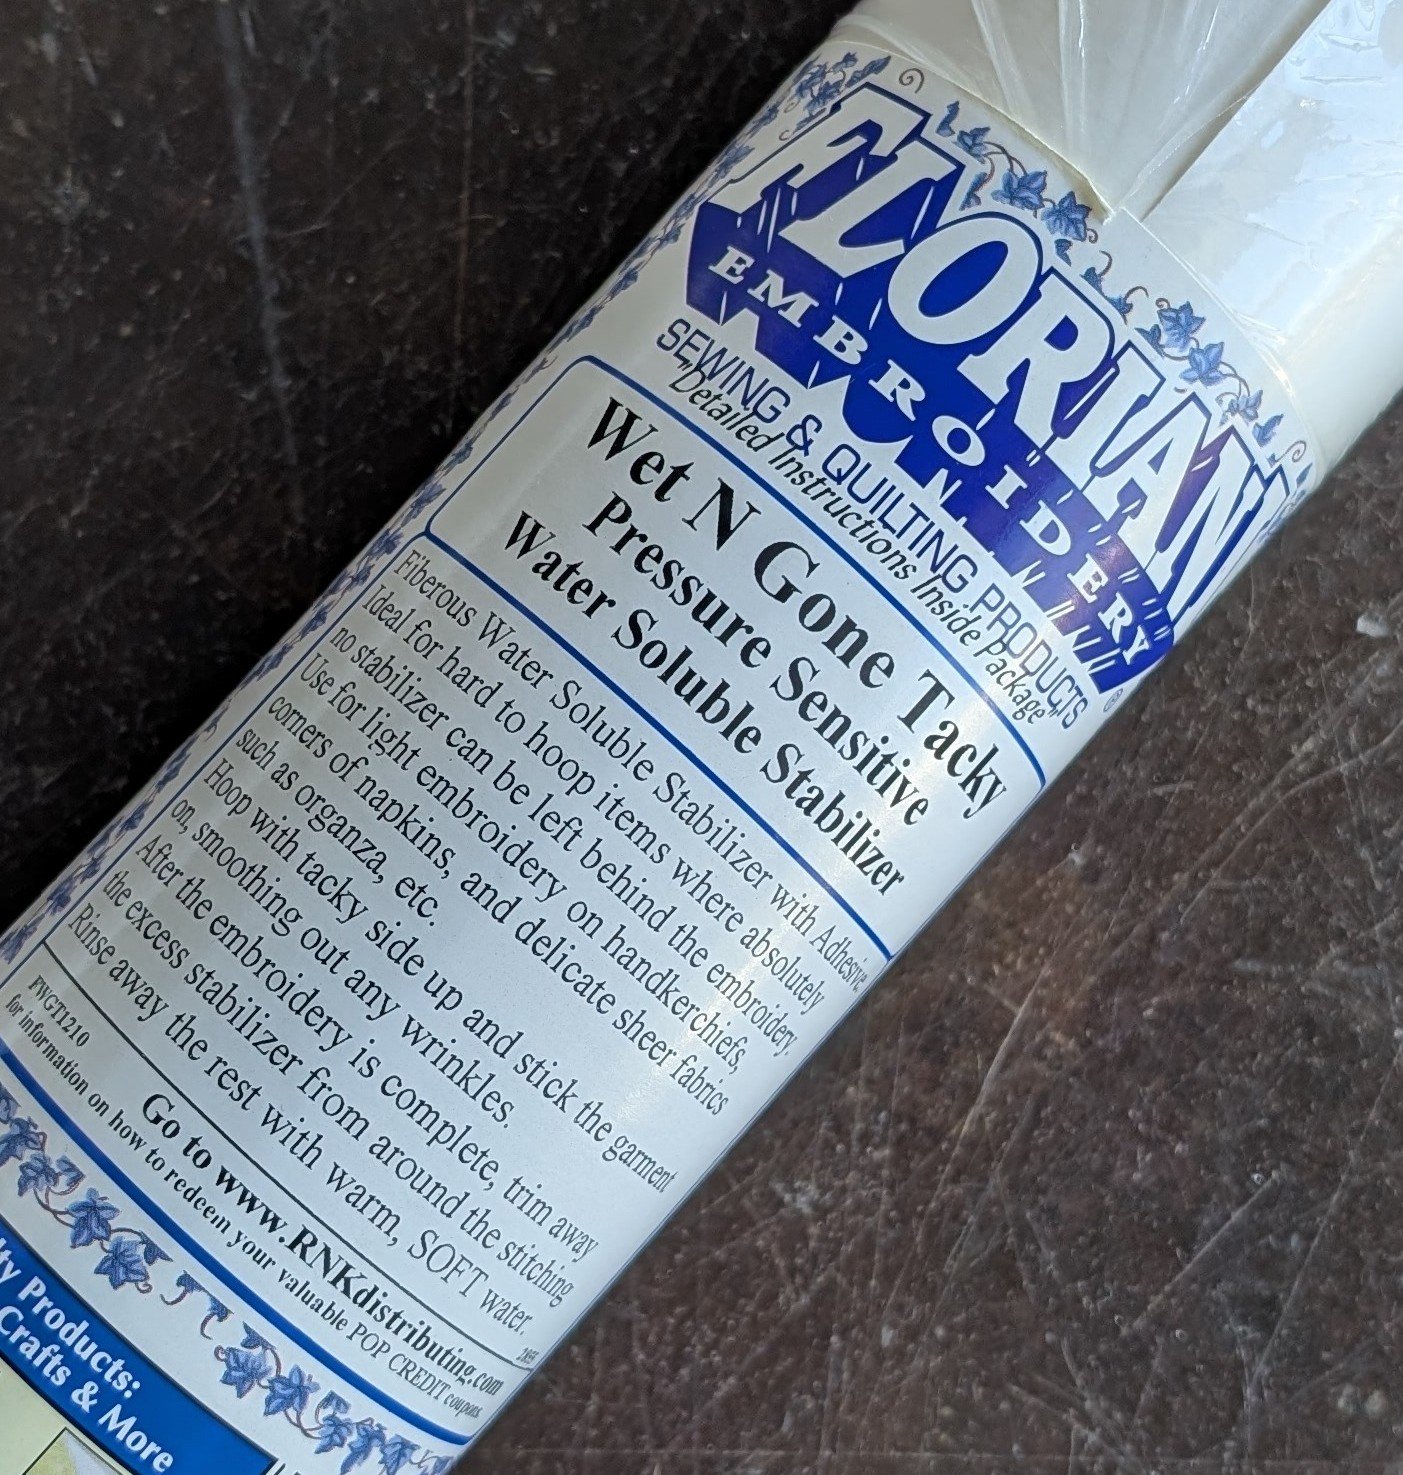 FLORIANI
EMBROIDERY
®
SEWING & QUILTING PRODUCTS
"Detailed Instructions Inside Package"
Wet N Gone Tacky
Pressure Sensitive
Water Soluble Stabilizer
Fiberous Water Soluble Stabilizer with Adhesive.
Ideal for hard to hoop items where absolutely
no stabilizer can be left behind the embroidery.
Use for light embroidery on handkerchiefs,
corners of napkins, and delicate sheer fabrics
such as organza, etc.
Hoop with tacky side up and stick the garment
on, smoothing out any wrinkles.
After the embroidery is complete, trim away
the excess stabilizer from around the stitching
Rinse away the rest with warm, SOFT water.
FWGT1210
Go to www.RNKdistributing.com
for information on how to redeem your valuable POP CREDIT coupons.
lty Products:
Crafts & More